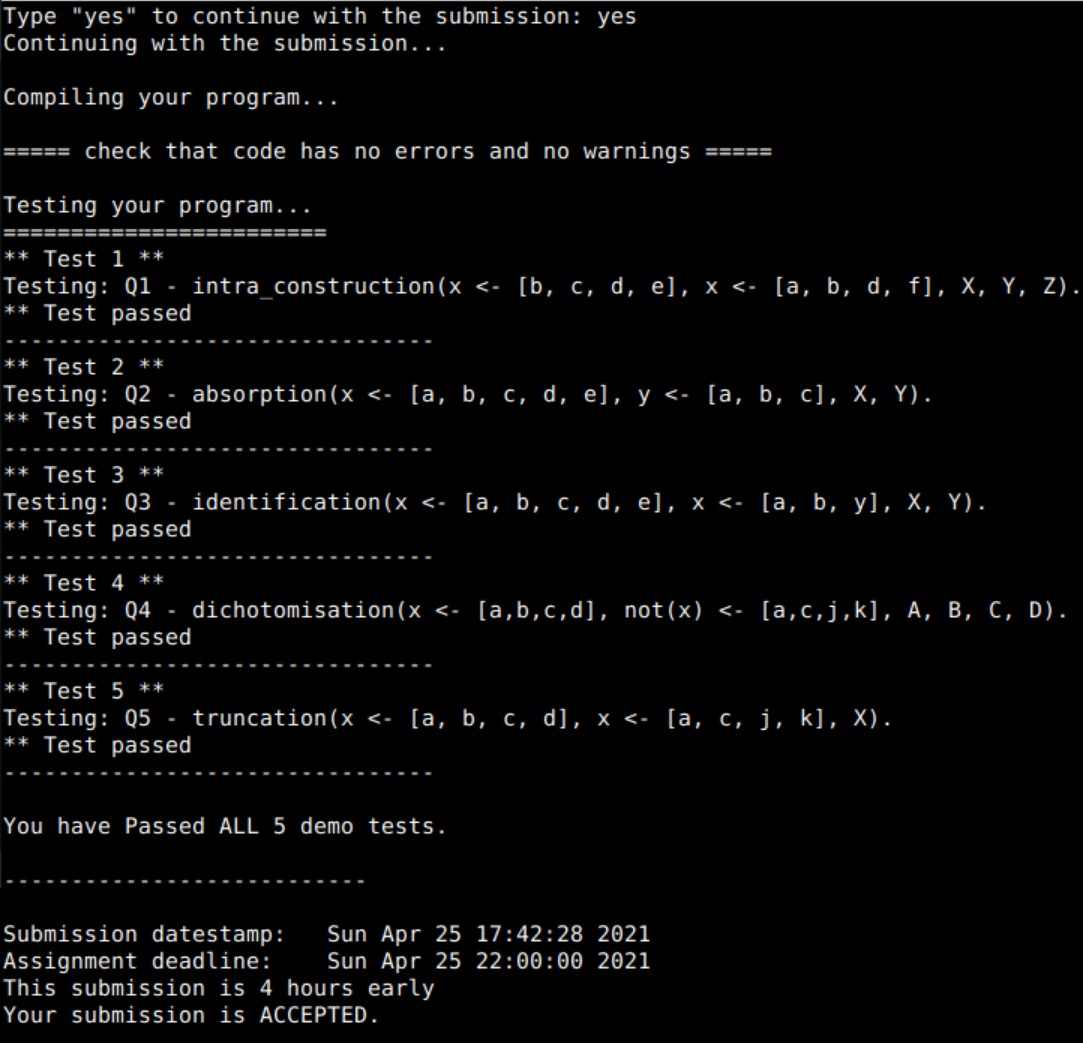 Type "yes" to continue with the submission: yes
Continuing with the submission...
Compiling your program...
===== check that code has no errors and no warnings =====
Testing your program...
========================
** Test 1 **
Testing: Q1 - intra_construction(x <- [b, c, d, e], x <- [a, b, d, f], X, Y, Z).
** Test passed
--------------------------------
** Test 2 **
Testing: Q2 - absorption(x <- [a, b, c, d, e], y <- [a, b, c], X, Y).
** Test passed
--------------------------------
** Test 3 **
Testing: Q3 - identification(x <- [a, b, c, d, e], x <- [a, b, y], X, Y).
** Test passed
--------------------------------
** Test 4 **
Testing: Q4 - dichotomisation(x <- [a,b,c,d], not(x) <- [a,c,j,k], A, B, C, D).
** Test passed
--------------------------------
** Test 5 **
Testing: Q5 - truncation(x <- [a, b, c, d], x <- [a, c, j, k], X).
** Test passed
--------------------------------
You have Passed ALL 5 demo tests.
---------------------------
Submission datestamp:   Sun Apr 25 17:42:28 2021
Assignment deadline:    Sun Apr 25 22:00:00 2021
This submission is 4 hours early
Your submission is ACCEPTED.